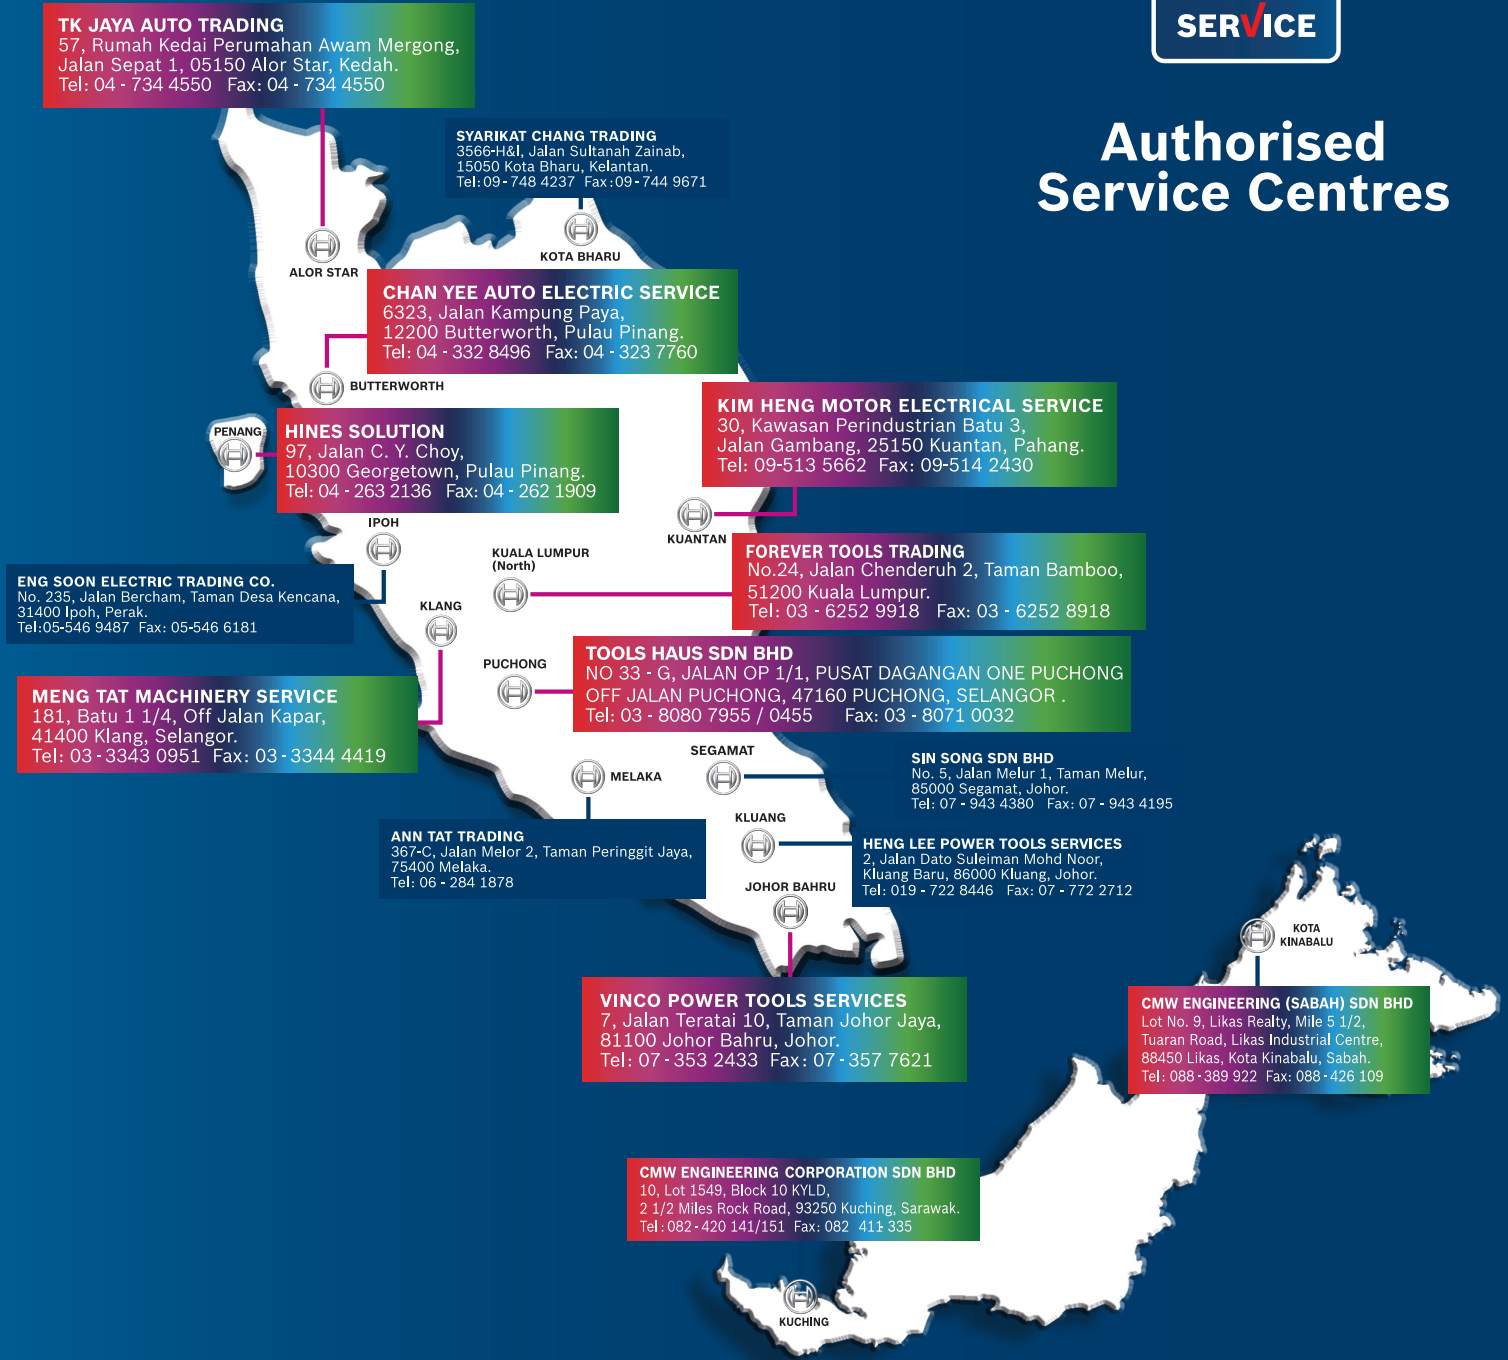 SERVICE
Authorised
Service Centres
TK JAYA AUTO TRADING
57, Rumah Kedai Perumahan Awam Mergong,
Jalan Sepat 1, 05150 Alor Star, Kedah.
Tel: 04 - 734 4550 Fax: 04 - 734 4550
SYARIKAT CHANG TRADING
3566-H&I, Jalan Sultanah Zainab,
15050 Kota Bharu, Kelantan.
Tel: 09 - 748 4237 Fax: 09 - 744 9671
ALOR STAR
KOTA BHARU
CHAN YEE AUTO ELECTRIC SERVICE
6323, Jalan Kampung Paya,
12200 Butterworth, Pulau Pinang.
Tel: 04 - 332 8496 Fax: 04 - 323 7760
BUTTERWORTH
KIM HENG MOTOR ELECTRICAL SERVICE
30, Kawasan Perindustrian Batu 3,
Jalan Gambang, 25150 Kuantan, Pahang.
Tel: 09-513 5662 Fax: 09-514 2430
PENANG
HINES SOLUTION
97, Jalan C. Y. Choy,
10300 Georgetown, Pulau Pinang.
Tel: 04 - 263 2136 Fax: 04 - 262 1909
IPOH
KUANTAN
KUALA LUMPUR
(North)
FOREVER TOOLS TRADING
No.24, Jalan Chenderuh 2, Taman Bamboo,
51200 Kuala Lumpur.
Tel: 03 - 6252 9918 Fax: 03 - 6252 8918
ENG SOON ELECTRIC TRADING CO.
No. 235, Jalan Bercham, Taman Desa Kencana,
31400 Ipoh, Perak.
Tel:05-546 9487 Fax: 05-546 6181
KLANG
PUCHONG
TOOLS HAUS SDN BHD
NO 33 - G, JALAN OP 1/1, PUSAT DAGANGAN ONE PUCHONG
OFF JALAN PUCHONG, 47160 PUCHONG, SELANGOR .
Tel: 03 - 8080 7955 / 0455 Fax: 03 - 8071 0032
MENG TAT MACHINERY SERVICE
181, Batu 1 1/4, Off Jalan Kapar,
41400 Klang, Selangor.
Tel: 03 - 3343 0951 Fax: 03 - 3344 4419
SEGAMAT
MELAKA
SIN SONG SDN BHD
No. 5, Jalan Melur 1, Taman Melur,
85000 Segamat, Johor.
Tel: 07 - 943 4380 Fax: 07 - 943 4195
KLUANG
ANN TAT TRADING
367-C, Jalan Melor 2, Taman Peringgit Jaya,
75400 Melaka.
Tel: 06 - 284 1878
HENG LEE POWER TOOLS SERVICES
2, Jalan Dato Suleiman Mohd Noor,
Kluang Baru, 86000 Kluang, Johor.
Tel: 019 - 722 8446 Fax: 07 - 772 2712
JOHOR BAHRU
KOTA
KINABALU
VINCO POWER TOOLS SERVICES
7, Jalan Teratai 10, Taman Johor Jaya,
81100 Johor Bahru, Johor.
Tel: 07 - 353 2433 Fax: 07 - 357 7621
CMW ENGINEERING (SABAH) SDN BHD
Lot No. 9, Likas Realty, Mile 5 1/2,
Tuaran Road, Likas Industrial Centre,
88450 Likas, Kota Kinabalu, Sabah.
Tel: 088 - 389 922 Fax: 088 - 426 109
CMW ENGINEERING CORPORATION SDN BHD
10, Lot 1549, Block 10 KYLD,
2 1/2 Miles Rock Road, 93250 Kuching, Sarawak.
Tel: 082 - 420 141/151 Fax: 082 411- 335
KUCHING